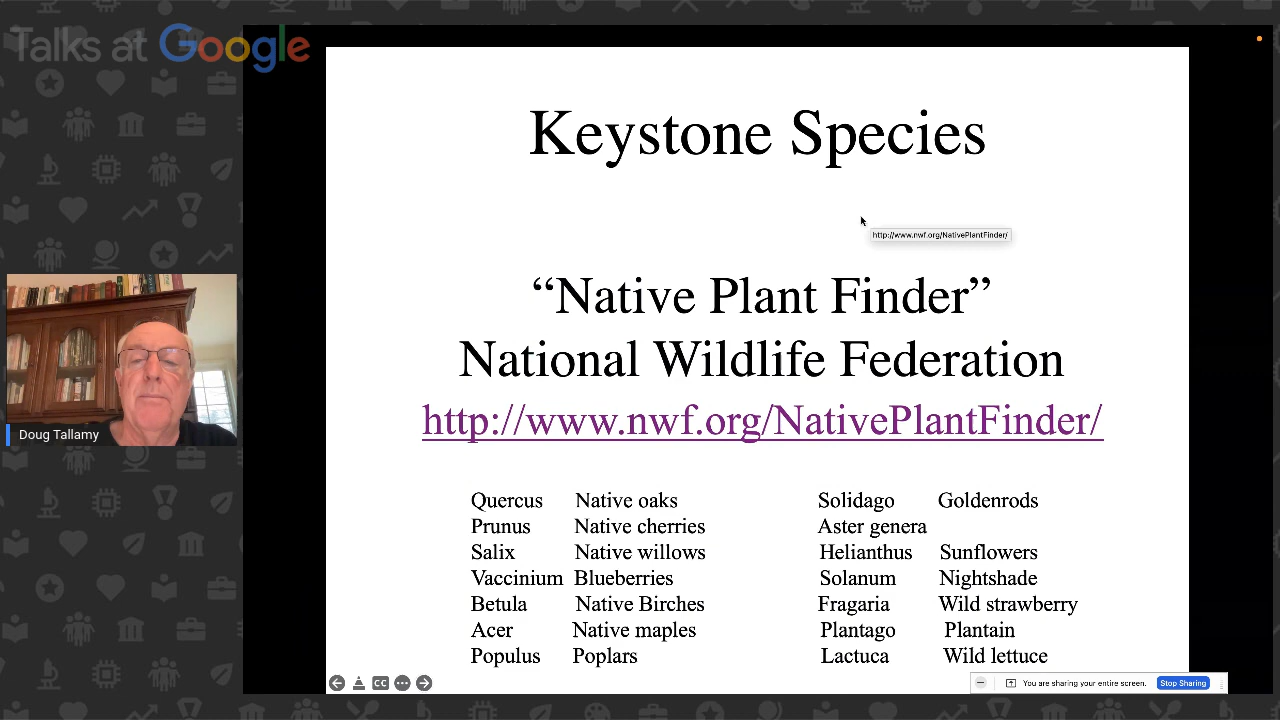 Talks at Google
Keystone Species
http://www.nwf.org/NativePlantFinder/
“Native Plant Finder”
National Wildlife Federation
http://www.nwf.org/NativePlantFinder/
Doug Tallamy
Quercus Native oaks
Prunus Native cherries
Salix Native willows
Vaccinium Blueberries
Betula Native Birches
Acer Native maples
Populus Poplars
Solidago Goldenrods
Aster genera
Helianthus Sunflowers
Solanum Nightshade
Fragaria Wild strawberry
Plantago Plantain
Lactuca Wild lettuce
CC
You are sharing your entire screen. Stop Sharing